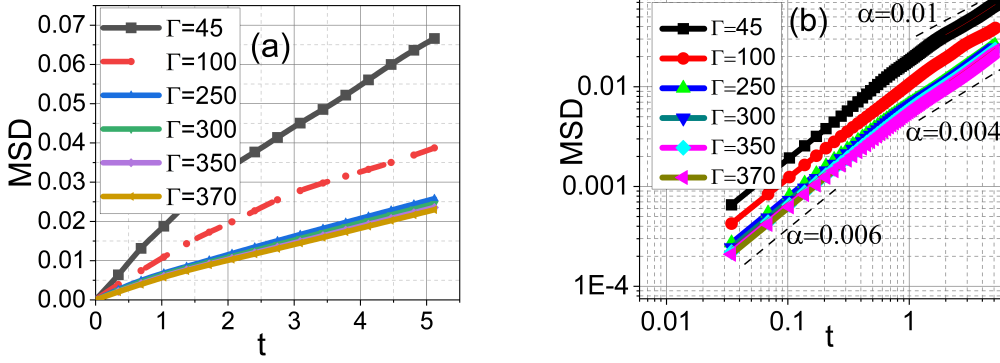 0.07
0.06
0.05
0.04
0.03
0.02
0.01
0.00
MSD
Γ=45
Γ=100
Γ=250
Γ=300
Γ=350
Γ=370
(a)
0 1 2 3 4 5
t
0.01
0.001
1E-4
MSD
Γ=45
Γ=100
Γ=250
Γ=300
Γ=350
Γ=370
(b)
α=0.01
α=0.004
α=0.006
0.01 0.1 1
t